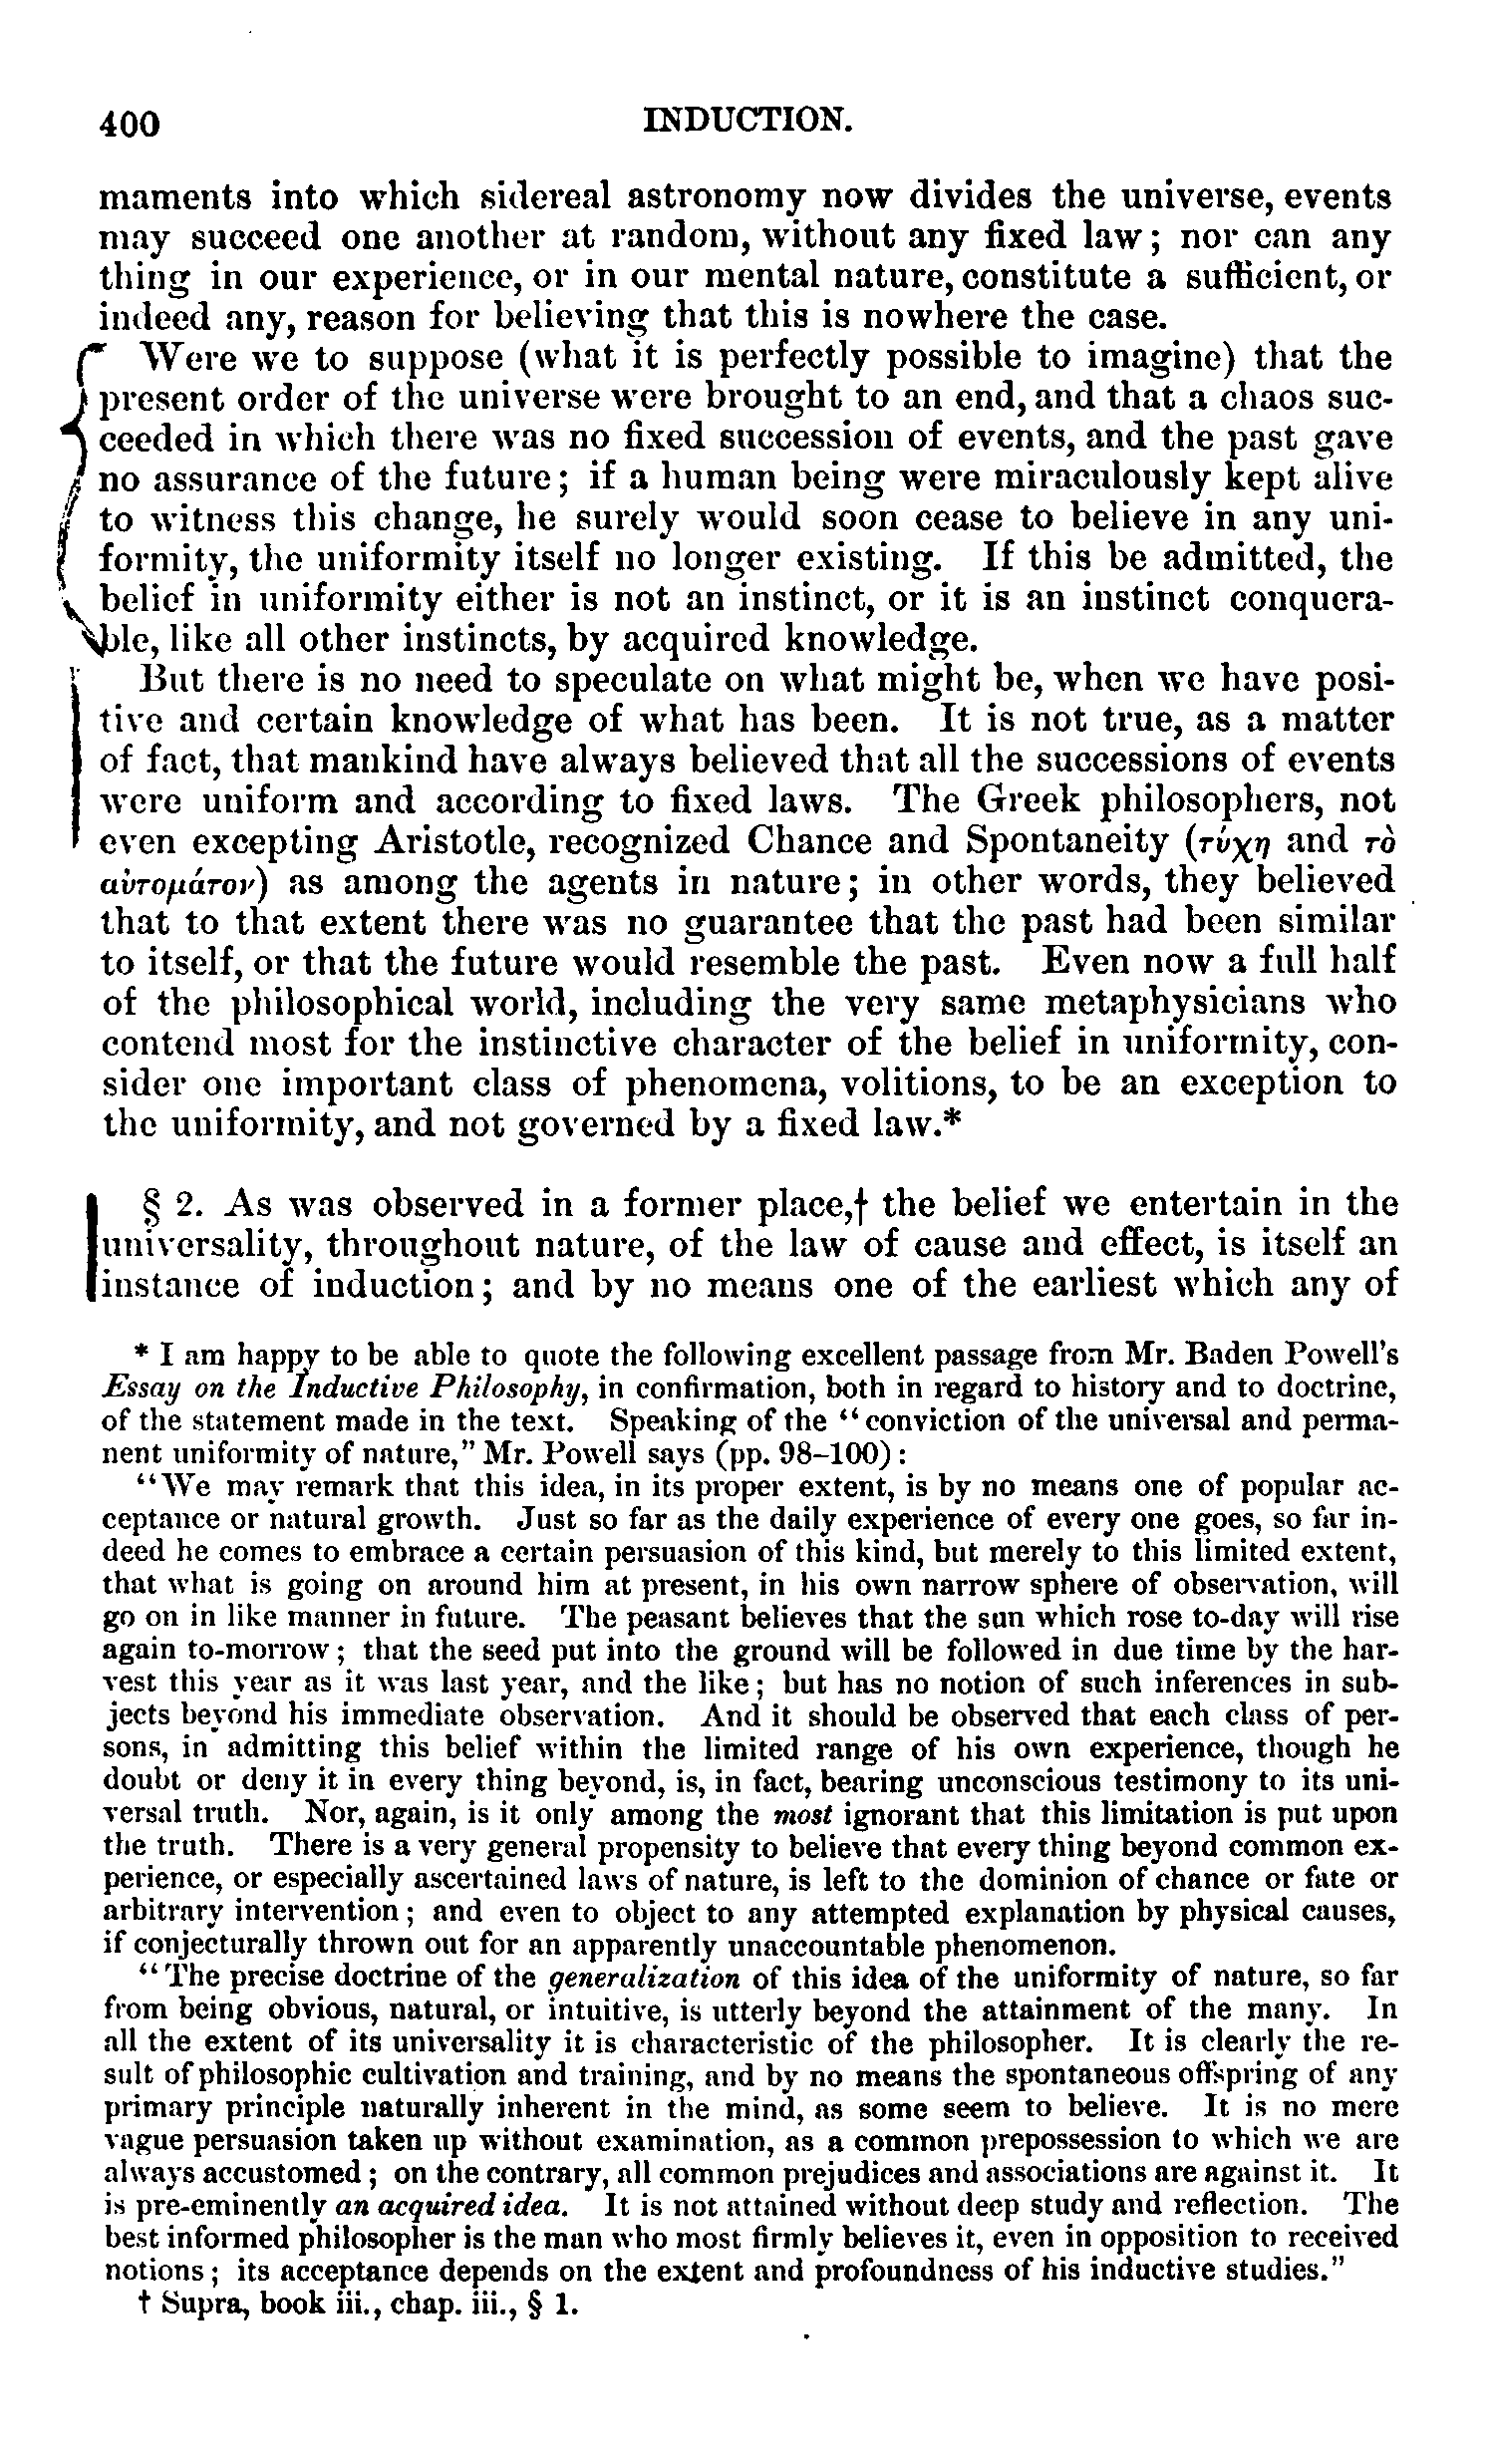 400 INDUCTION.
maments into which sidereal astronomy now divides the universe, events
may succeed one another at random, without any fixed law; nor can any
thing in our experience, or in our mental nature, constitute a sufficient, or
indeed any, reason for believing that this is nowhere the case.
Were we to suppose (what it is perfectly possible to imagine) that the
present order of the universe were brought to an end, and that a chaos suc-
ceeded in which there was no fixed succession of events, and the past gave
no assurance of the future; if a human being were miraculously kept alive
to witness this change, he surely would soon cease to believe in any uni-
formity, the uniformity itself no longer existing. If this be admitted, the
belief in uniformity either is not an instinct, or it is an instinct conquera-
ble, like all other instincts, by acquired knowledge.
But there is no need to speculate on what might be, when we have posi-
tive and certain knowledge of what has been. It is not true, as a matter
of fact, that mankind have always believed that all the successions of events
were uniform and according to fixed laws. The Greek philosophers, not
even excepting Aristotle, recognized Chance and Spontaneity (τύχη and τὸ
αὐτομάτον) as among the agents in nature; in other words, they believed
that to that extent there was no guarantee that the past had been similar
to itself, or that the future would resemble the past. Even now a full half
of the philosophical world, including the very same metaphysicians who
contend most for the instinctive character of the belief in uniformity, con-
sider one important class of phenomena, volitions, to be an exception to
the uniformity, and not governed by a fixed law.*
§ 2. As was observed in a former place,† the belief we entertain in the
universality, throughout nature, of the law of cause and effect, is itself an
instance of induction; and by no means one of the earliest which any of
* I am happy to be able to quote the following excellent passage from Mr. Baden Powell's
Essay on the Inductive Philosophy, in confirmation, both in regard to history and to doctrine,
of the statement made in the text. Speaking of the "conviction of the universal and perma-
nent uniformity of nature," Mr. Powell says (pp. 98-100):
"We may remark that this idea, in its proper extent, is by no means one of popular ac-
ceptance or natural growth. Just so far as the daily experience of every one goes, so far in-
deed he comes to embrace a certain persuasion of this kind, but merely to this limited extent,
that what is going on around him at present, in his own narrow sphere of observation, will
go on in like manner in future. The peasant believes that the sun which rose to-day will rise
again to-morrow; that the seed put into the ground will be followed in due time by the har-
vest this year as it was last year, and the like; but has no notion of such inferences in sub-
jects beyond his immediate observation. And it should be observed that each class of per-
sons, in admitting this belief within the limited range of his own experience, though he
doubt or deny it in every thing beyond, is, in fact, bearing unconscious testimony to its uni-
versal truth. Nor, again, is it only among the most ignorant that this limitation is put upon
the truth. There is a very general propensity to believe that every thing beyond common ex-
perience, or especially ascertained laws of nature, is left to the dominion of chance or fate or
arbitrary intervention; and even to object to any attempted explanation by physical causes,
if conjecturally thrown out for an apparently unaccountable phenomenon.
"The precise doctrine of the generalization of this idea of the uniformity of nature, so far
from being obvious, natural, or intuitive, is utterly beyond the attainment of the many. In
all the extent of its universality it is characteristic of the philosopher. It is clearly the re-
sult of philosophic cultivation and training, and by no means the spontaneous offspring of any
primary principle naturally inherent in the mind, as some seem to believe. It is no mere
vague persuasion taken up without examination, as a common prepossession to which we are
always accustomed; on the contrary, all common prejudices and associations are against it. It
is pre-eminently an acquired idea. It is not attained without deep study and reflection. The
best informed philosopher is the man who most firmly believes it, even in opposition to received
notions; its acceptance depends on the extent and profoundness of his inductive studies."
† Supra, book iii., chap. iii., § 1.